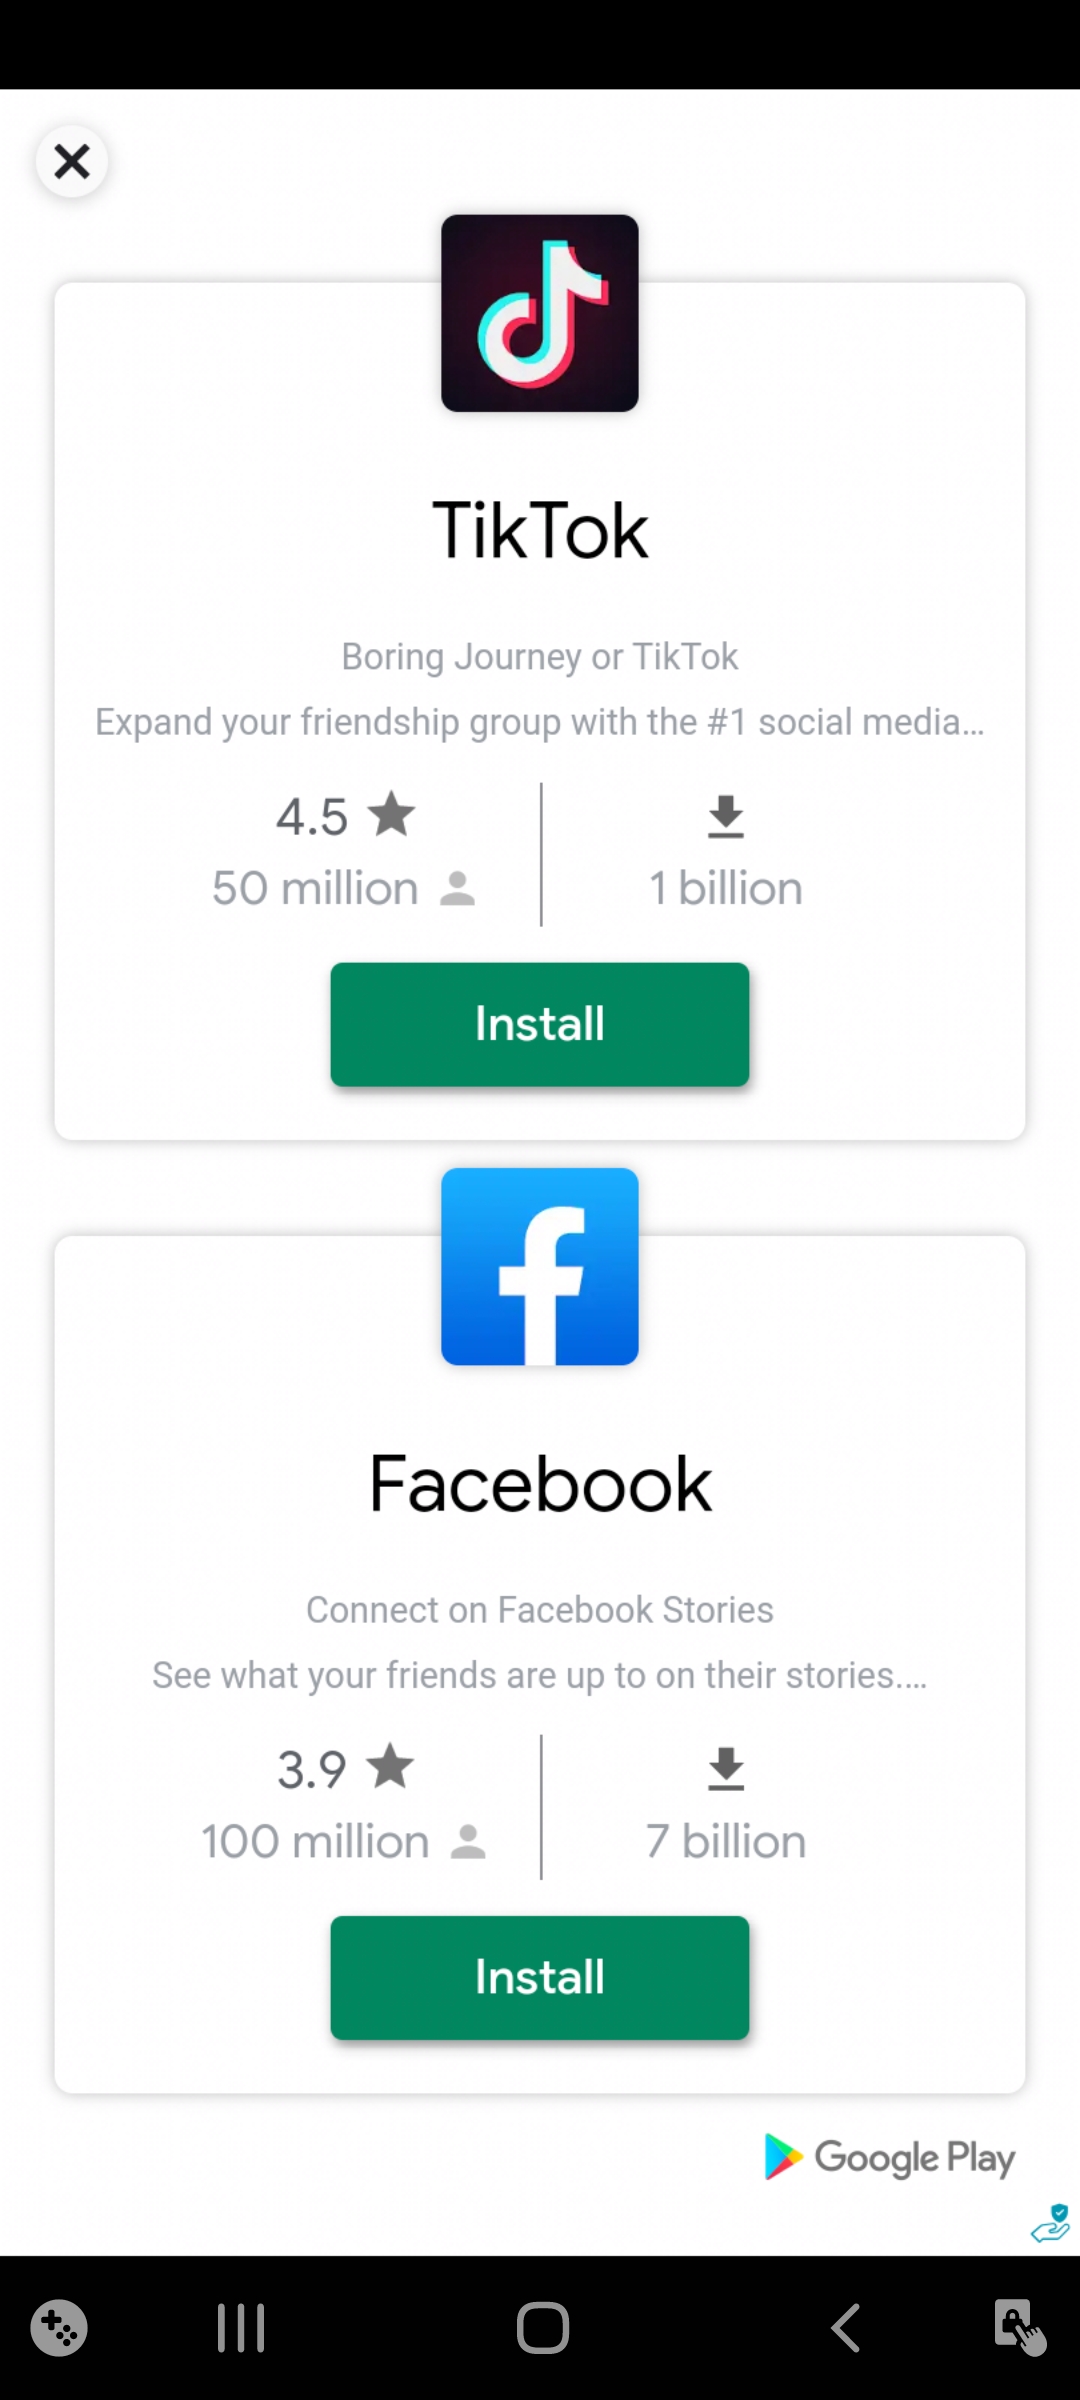 TikTok
Boring Journey or TikTok
Expand your friendship group with the #1 social media...
4.5
50 million
1 billion
Install
Facebook
Connect on Facebook Stories
See what your friends are up to on their stories....
3.9
100 million
7 billion
Install
Google Play